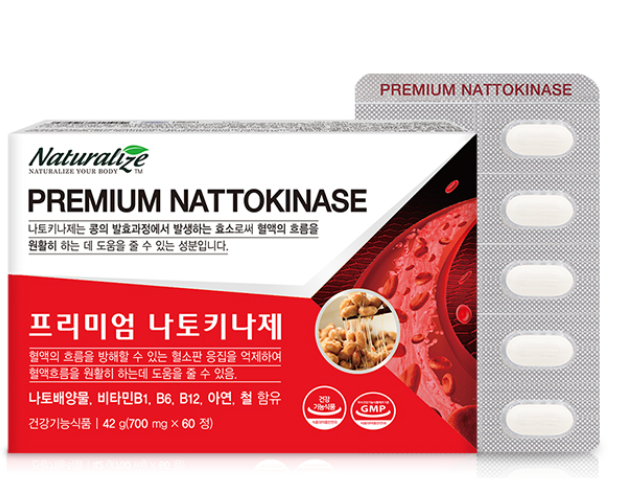 PREMIUM NATTOKINASE
Naturalize
NATURALIZE YOUR BODY TM
PREMIUM NATTOKINASE
나토키나제는 콩의 발효과정에서 발생하는 효소로써 혈액의 흐름을
원활히 하는 데 도움을 줄 수 있는 성분입니다.
프리미엄 나토키나제
혈액의 흐름을 방해할 수 있는 혈소판 응집을 억제하여
혈액흐름을 원활히 하는데 도움을 줄 수 있음.
나토배양물, 비타민B1, B6, B12, 아연, 철 함유
건강기능식품 | 42 g(700 mg × 60 정)
건강
기능식품
GMP